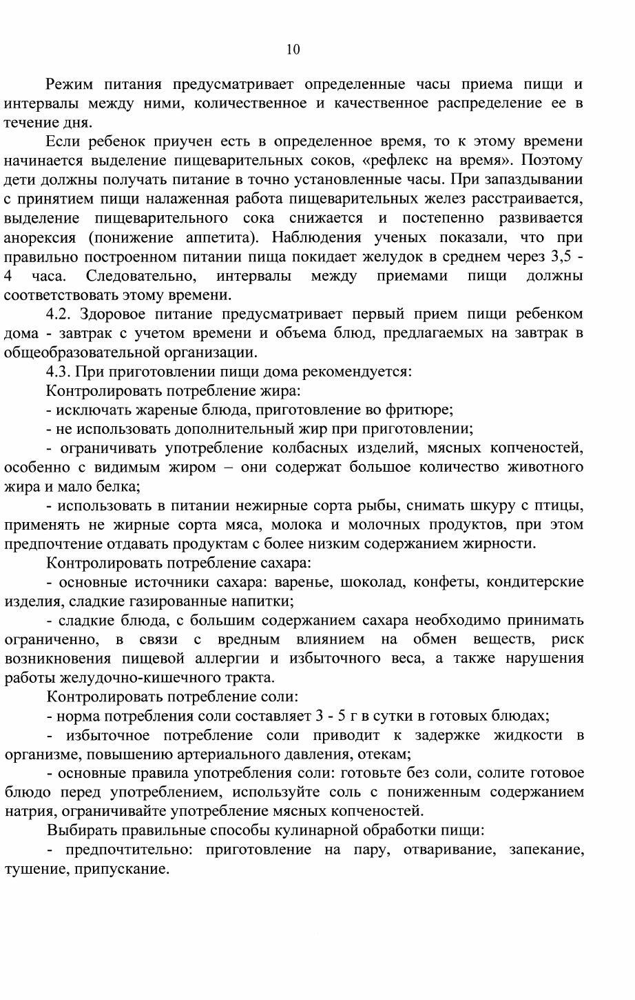 10
Режим питания предусматривает определенные часы приема пищи и
интервалы между ними, количественное и качественное распределение ее в
течение дня.
Если ребенок приучен есть в определенное время, то к этому времени
начинается выделение пищеварительных соков, «рефлекс на время». Поэтому
дети должны получать питание в точно установленные часы. При запаздывании
с принятием пищи налаженная работа пищеварительных желез расстраивается,
выделение пищеварительного сока снижается и постепенно развивается
анорексия (понижение аппетита). Наблюдения ученых показали, что при
правильно построенном питании пища покидает желудок в среднем через 3,5 -
4 часа. Следовательно, интервалы между приемами пищи должны
соответствовать этому времени.
4.2. Здоровое питание предусматривает первый прием пищи ребенком
дома - завтрак с учетом времени и объема блюд, предлагаемых на завтрак в
общеобразовательной организации.
4.3. При приготовлении пищи дома рекомендуется:
Контролировать потребление жира:
- исключать жареные блюда, приготовление во фритюре;
- не использовать дополнительный жир при приготовлении;
- ограничивать употребление колбасных изделий, мясных копченостей,
особенно с видимым жиром – они содержат большое количество животного
жира и мало белка;
- использовать в питании нежирные сорта рыбы, снимать шкуру с птицы,
применять не жирные сорта мяса, молока и молочных продуктов, при этом
предпочтение отдавать продуктам с более низким содержанием жирности.
Контролировать потребление сахара:
- основные источники сахара: варенье, шоколад, конфеты, кондитерские
изделия, сладкие газированные напитки;
- сладкие блюда, с большим содержанием сахара необходимо принимать
ограниченно, в связи с вредным влиянием на обмен веществ, риск
возникновения пищевой аллергии и избыточного веса, а также нарушения
работы желудочно-кишечного тракта.
Контролировать потребление соли:
- норма потребления соли составляет 3 - 5 г в сутки в готовых блюдах;
- избыточное потребление соли приводит к задержке жидкости в
организме, повышению артериального давления, отекам;
- основные правила употребления соли: готовьте без соли, солите готовое
блюдо перед употреблением, используйте соль с пониженным содержанием
натрия, ограничивайте употребление мясных копченостей.
Выбирать правильные способы кулинарной обработки пищи:
- предпочтительно: приготовление на пару, отваривание, запекание,
тушение, припускание.